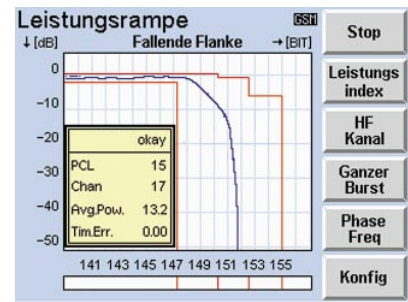 Leistungsrampe GSM
↓ [dB] Fallende Flanke → [BIT]
0
−10
−20
−30
−40
−50
okay
PCL 15
Chan 17
Avg.Pow. 13.2
Tim.Err. 0.00
141 143 145 147 149 151 153 155
Stop
Leistungs
index
HF
Kanal
Ganzer
Burst
Phase
Freq
Konfig